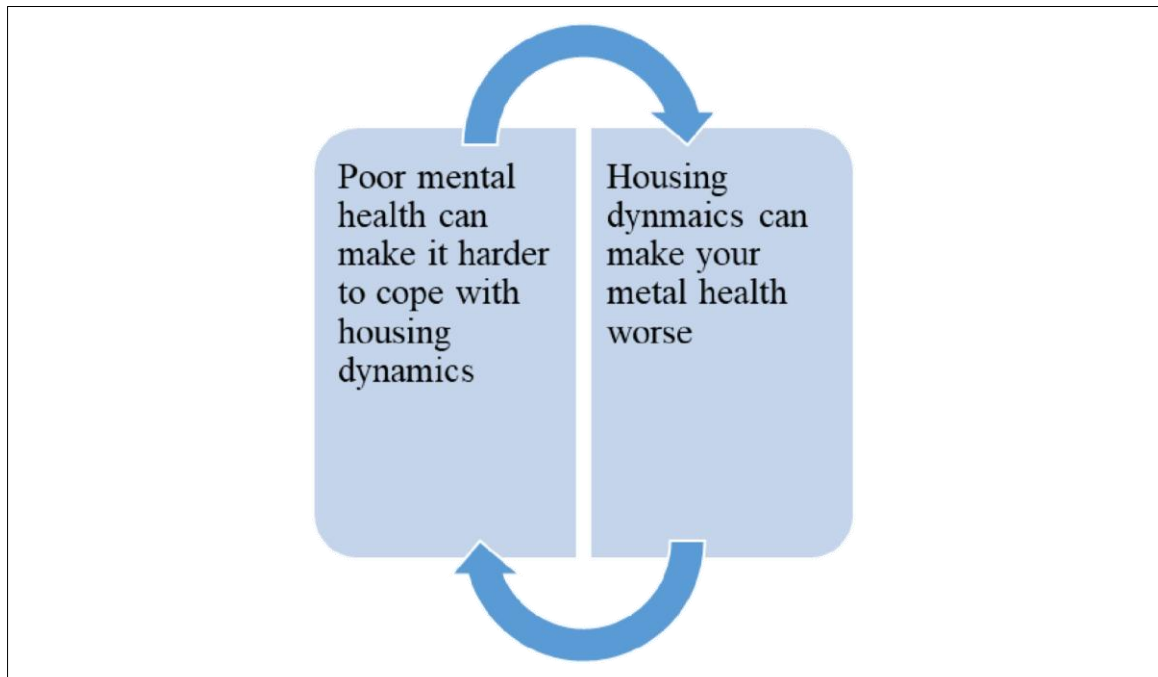 Poor mental
health can
make it harder
to cope with
housing
dynamics
Housing
dynmaics can
make your
metal health
worse